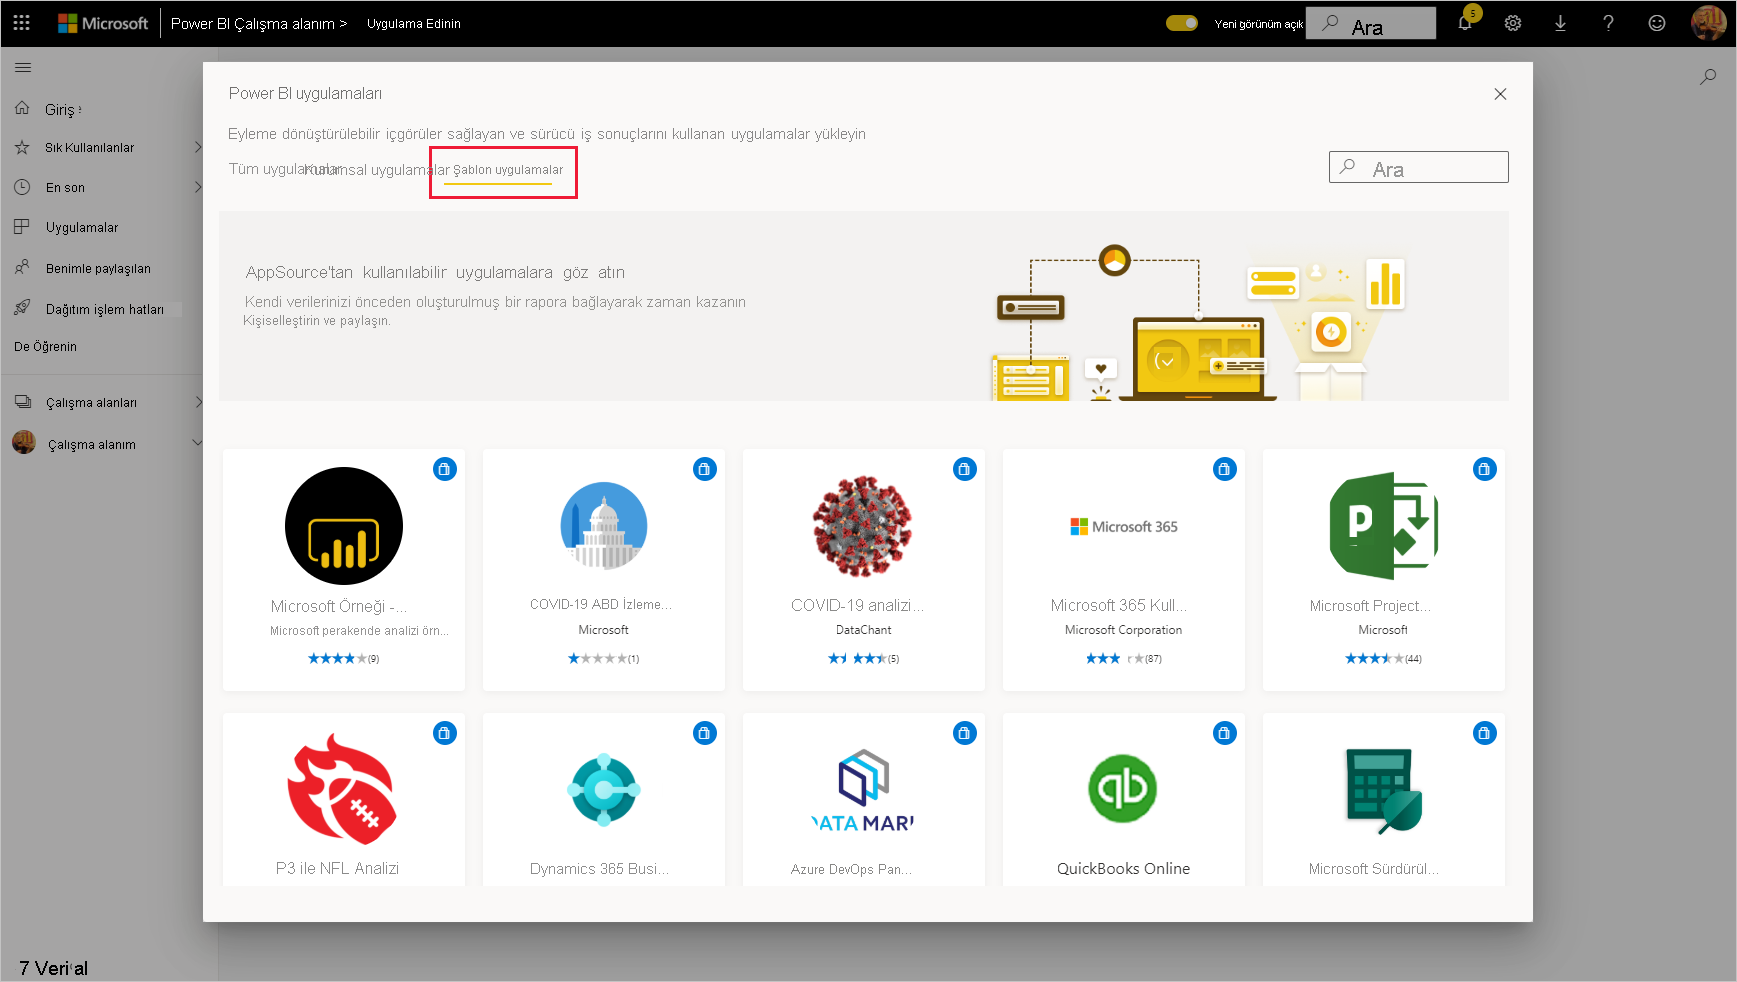 Microsoft
Power BI Çalışma alanım >
Uygulama Edinin
Yeni görünüm açık
Ara
5
Giriş
Sık Kullanılanlar
En son
Uygulamalar
Benimle paylaşılan
Dağıtım işlem hatları
De Öğrenin
Çalışma alanları
Çalışma alanım
Power BI uygulamaları
Eyleme dönüştürülebilir içgörüler sağlayan ve sürücü iş sonuçlarını kullanan uygulamalar yükleyin
Tüm uygulamalar
Kurumsal uygulamalar
Şablon uygulamalar
Ara
AppSource'tan kullanılabilir uygulamalara göz atın
Kendi verilerinizi önceden oluşturulmuş bir rapora bağlayarak zaman kazanın
Kişiselleştirin ve paylaşın.
Microsoft Örneği -...
Microsoft perakende analizi örn...
(9)
COVID-19 ABD İzleme...
Microsoft
(1)
COVID-19 analizi...
DataChant
(5)
Microsoft 365
Microsoft 365 Kull...
Microsoft Corporation
(87)
P
Microsoft Project...
Microsoft
(44)
P3 ile NFL Analizi
Dynamics 365 Busi...
DATA MAR
Azure DevOps Pan...
qb
QuickBooks Online
Microsoft Sürdürül...
7